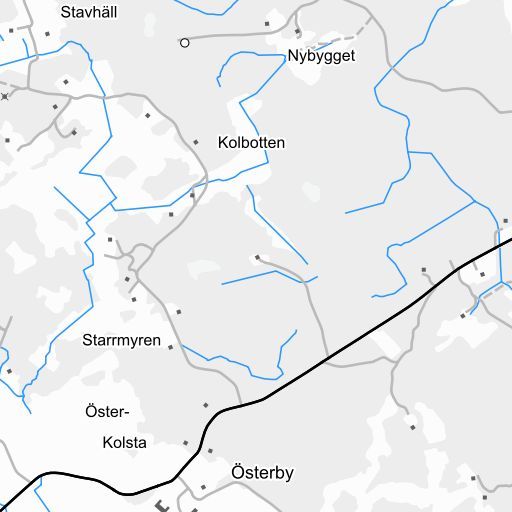 Stavhäll
Nybygget
Kolbotten
Starrmyren
Öster-
Kolsta
Österby